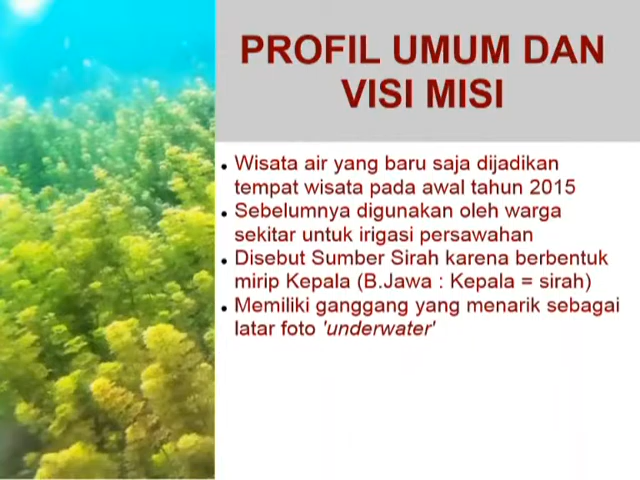 PROFIL UMUM DAN
VISI MISI
• Wisata air yang baru saja dijadikan
tempat wisata pada awal tahun 2015
• Sebelumnya digunakan oleh warga
sekitar untuk irigasi persawahan
• Disebut Sumber Sirah karena berbentuk
mirip Kepala (B.Jawa : Kepala = sirah)
• Memiliki ganggang yang menarik sebagai
latar foto 'underwater'